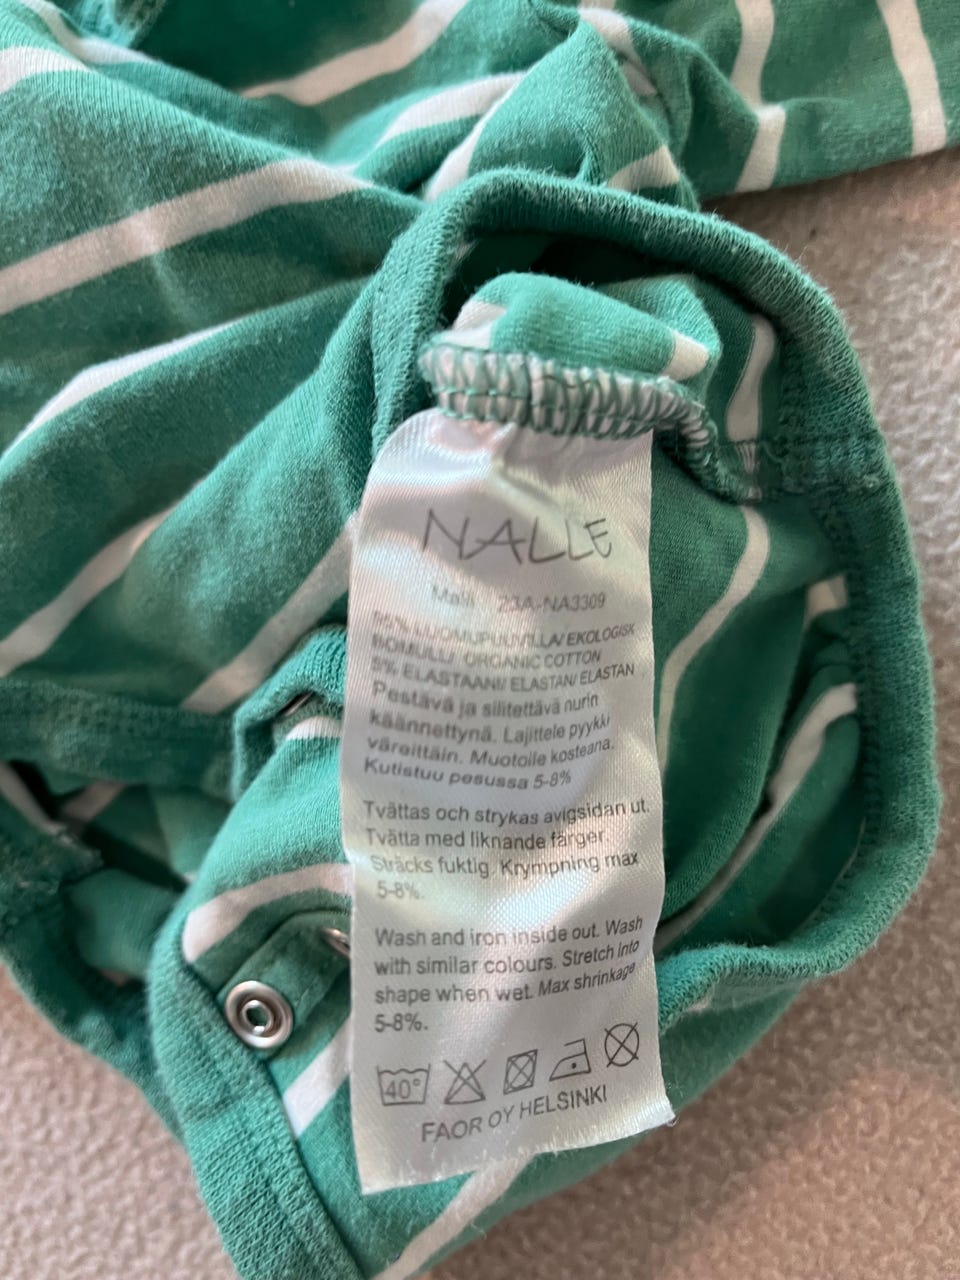 NALLE
Malli 23A-NA3309
95% LUOMUPUUVILLA/ EKOLOGISK
BOMULL/ ORGANIC COTTON
5% ELASTAANI/ ELASTAN/ ELASTAN
Pestävä ja silitettävä nurin
käännettynä. Lajittele pyykki
väreittäin. Muotoile kosteana.
Kutistuu pesussa 5-8%
Tvättas och strykas avigsidan ut.
Tvätta med liknande färger.
Sträcks fuktig. Krympning max
5-8%.
Wash and iron inside out. Wash
with similar colours. Stretch into
shape when wet. Max shrinkage
5-8%.
40°
FAOR OY HELSINKI